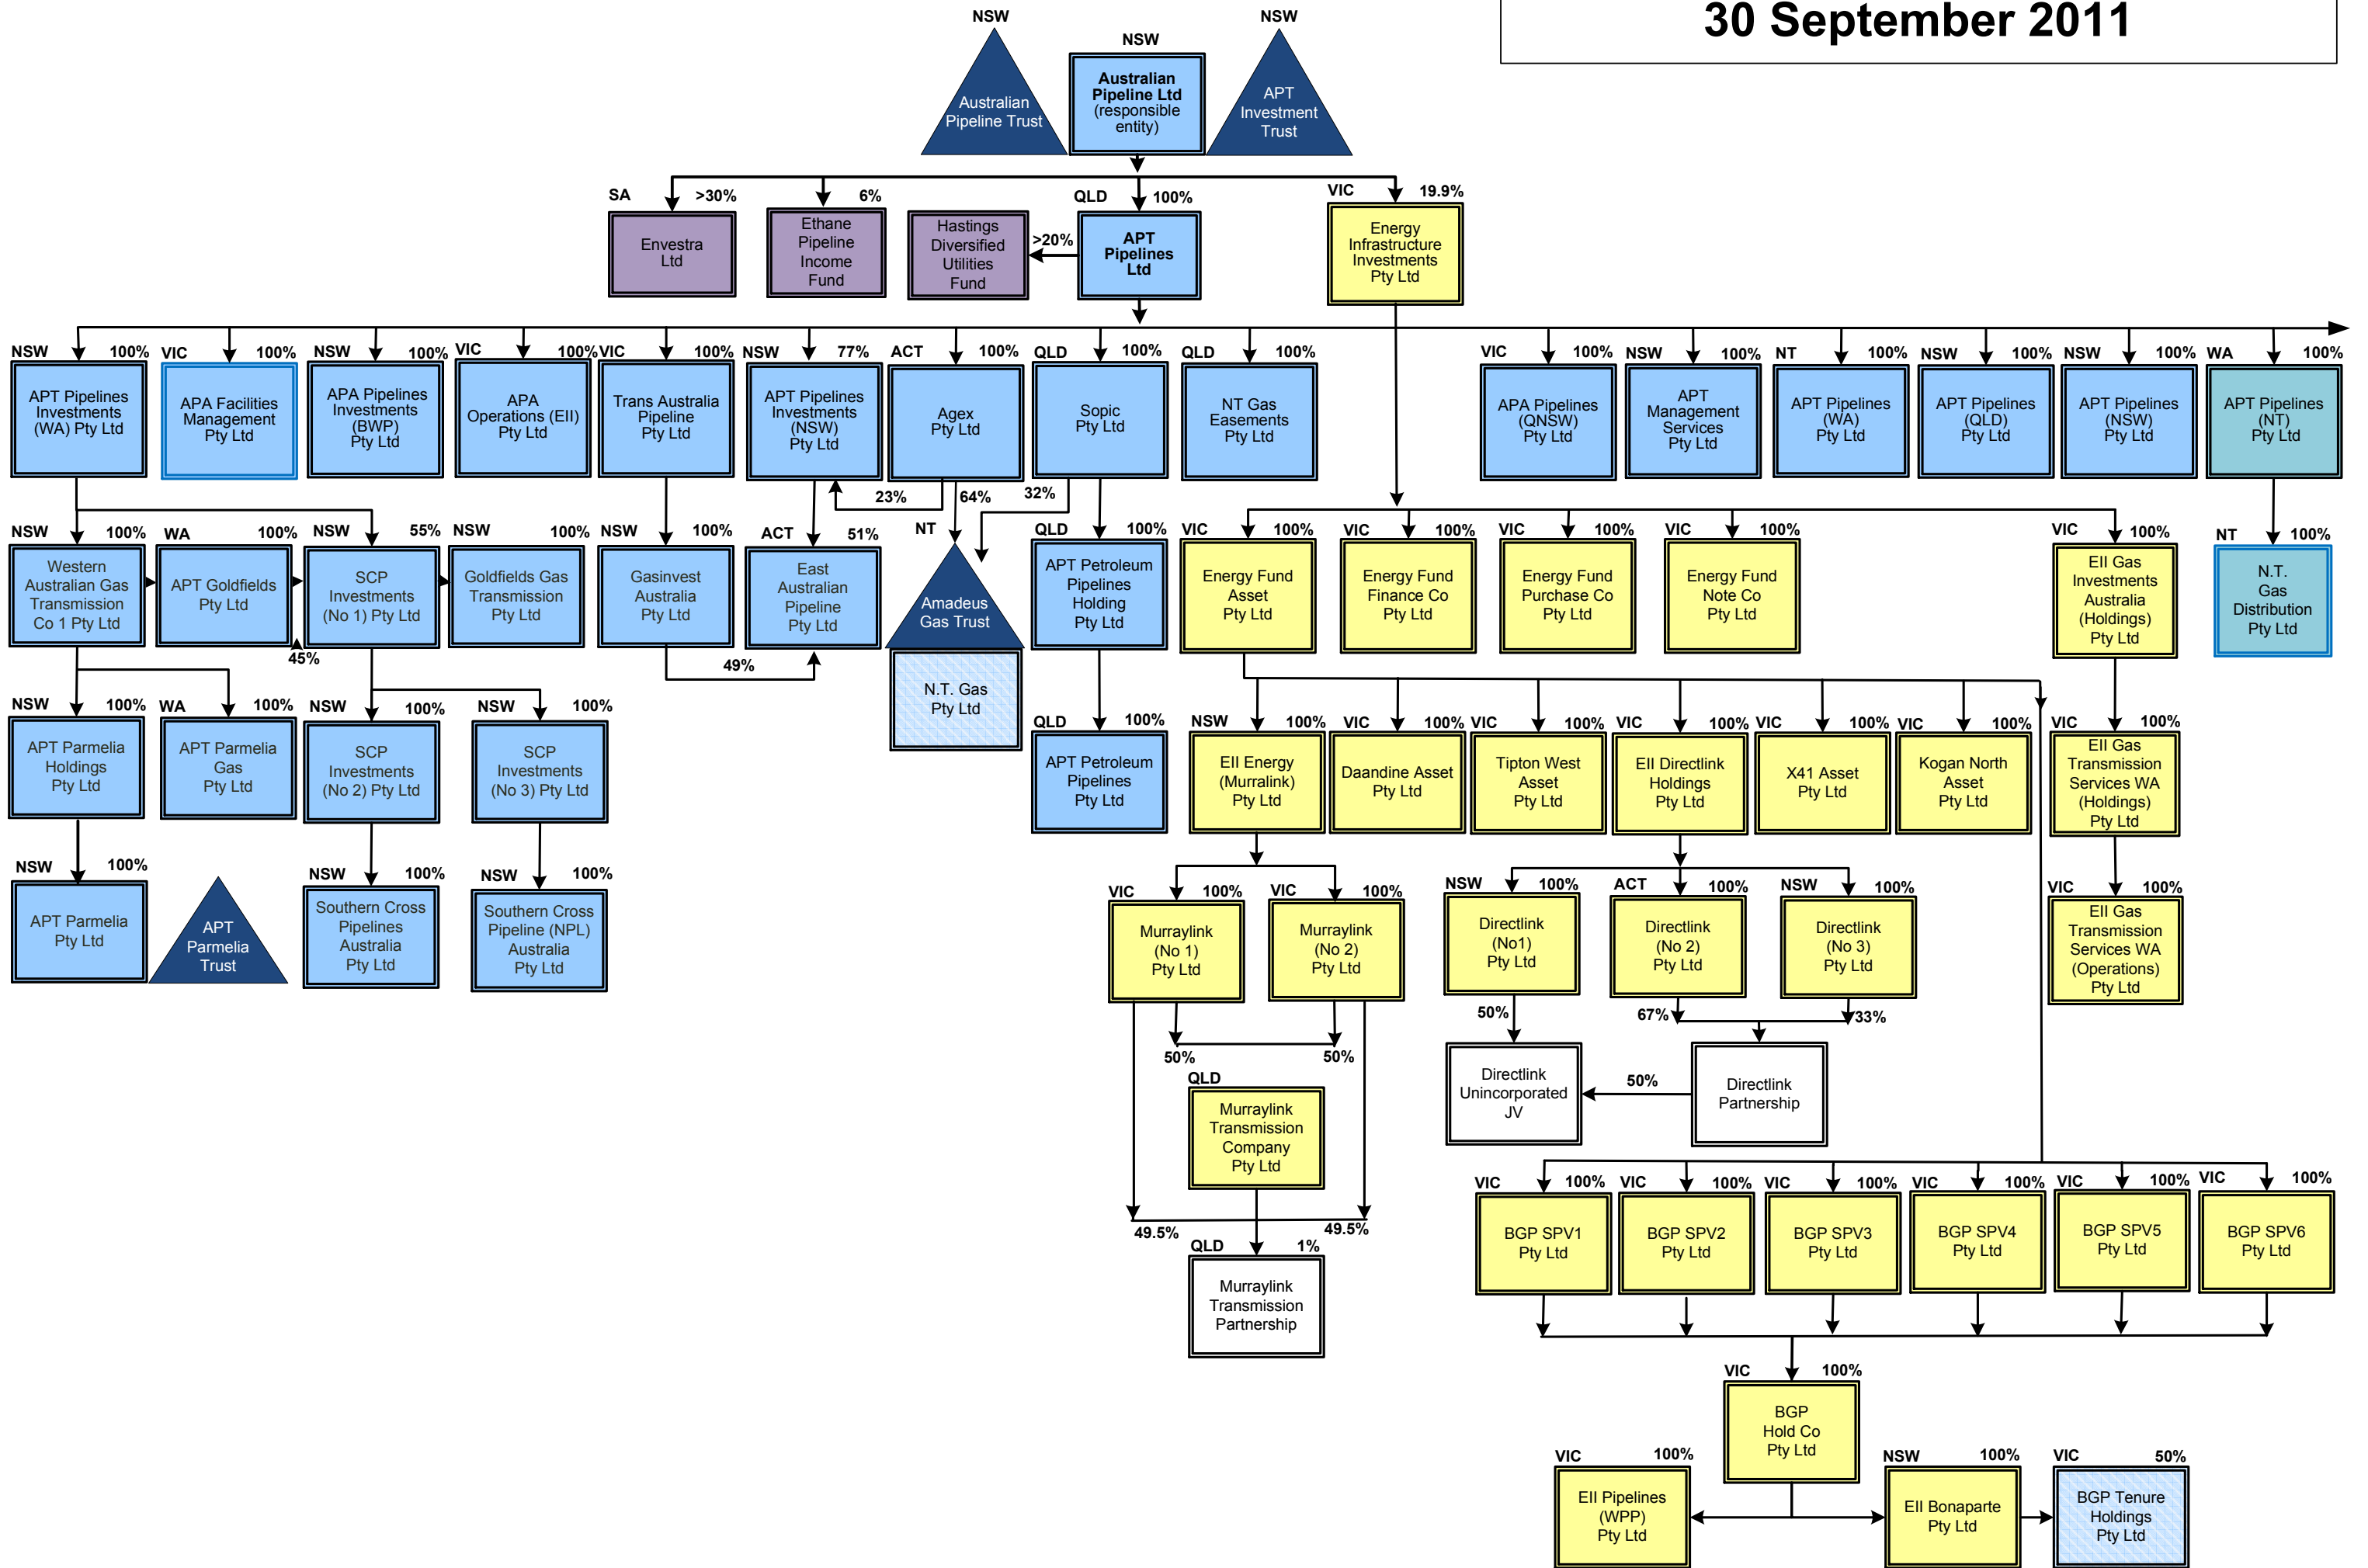 30 September 2011
NSW
NSW
NSW
Australian
Pipeline Trust
Australian
Pipeline Ltd
(responsible
entity)
APT
Investment
Trust
SA
>30%
6%
QLD
100%
VIC
19.9%
Envestra
Ltd
Ethane
Pipeline
Income
Fund
Hastings
Diversified
Utilities
Fund
>20%
APT
Pipelines
Ltd
Energy
Infrastructure
Investments
Pty Ltd
NSW
100%
VIC
100%
NSW
100%
VIC
100%
VIC
100%
NSW
77%
ACT
100%
QLD
100%
QLD
100%
VIC
100%
NSW
100%
NT
100%
NSW
100%
NSW
100%
WA
100%
APT Pipelines
Investments
(WA) Pty Ltd
APA Facilities
Management
Pty Ltd
APA Pipelines
Investments
(BWP)
Pty Ltd
APA
Operations (EII)
Pty Ltd
Trans Australia
Pipeline
Pty Ltd
APT Pipelines
Investments
(NSW)
Pty Ltd
Agex
Pty Ltd
Sopic
Pty Ltd
NT Gas
Easements
Pty Ltd
APA Pipelines
(QNSW)
Pty Ltd
APT
Management
Services
Pty Ltd
APT Pipelines
(WA)
Pty Ltd
APT Pipelines
(QLD)
Pty Ltd
APT Pipelines
(NSW)
Pty Ltd
APT Pipelines
(NT)
Pty Ltd
23%
64%
32%
NSW
100%
WA
100%
NSW
55%
NSW
100%
NSW
100%
ACT
51%
NT
QLD
100%
VIC
100%
VIC
100%
VIC
100%
VIC
100%
VIC
100%
NT
100%
Western
Australian Gas
Transmission
Co 1 Pty Ltd
APT Goldfields
Pty Ltd
SCP
Investments
(No 1) Pty Ltd
Goldfields Gas
Transmission
Pty Ltd
Gasinvest
Australia
Pty Ltd
East
Australian
Pipeline
Pty Ltd
Amadeus
Gas Trust
APT Petroleum
Pipelines
Holding
Pty Ltd
Energy Fund
Asset
Pty Ltd
Energy Fund
Finance Co
Pty Ltd
Energy Fund
Purchase Co
Pty Ltd
Energy Fund
Note Co
Pty Ltd
EII Gas
Investments
Australia
(Holdings)
Pty Ltd
N.T.
Gas
Distribution
Pty Ltd
45%
49%
N.T. Gas
Pty Ltd
NSW
100%
WA
100%
NSW
100%
NSW
100%
QLD
100%
NSW
100%
VIC
100%
VIC
100%
VIC
100%
VIC
100%
VIC
100%
VIC
100%
APT Parmelia
Holdings
Pty Ltd
APT Parmelia
Gas
Pty Ltd
SCP
Investments
(No 2) Pty Ltd
SCP
Investments
(No 3) Pty Ltd
APT Petroleum
Pipelines
Pty Ltd
EII Energy
(Murralink)
Pty Ltd
Daandine Asset
Pty Ltd
Tipton West
Asset
Pty Ltd
EII Directlink
Holdings
Pty Ltd
X41 Asset
Pty Ltd
Kogan North
Asset
Pty Ltd
EII Gas
Transmission
Services WA
(Holdings)
Pty Ltd
NSW
100%
NSW
100%
NSW
100%
VIC
100%
VIC
100%
NSW
100%
ACT
100%
NSW
100%
VIC
100%
APT Parmelia
Pty Ltd
APT
Parmelia
Trust
Southern Cross
Pipelines
Australia
Pty Ltd
Southern Cross
Pipeline (NPL)
Australia
Pty Ltd
Murraylink
(No 1)
Pty Ltd
Murraylink
(No 2)
Pty Ltd
Directlink
(No1)
Pty Ltd
Directlink
(No 2)
Pty Ltd
Directlink
(No 3)
Pty Ltd
EII Gas
Transmission
Services WA
(Operations)
Pty Ltd
50%
67%
33%
50%
50%
QLD
Murraylink
Transmission
Company
Pty Ltd
Directlink
Unincorporated
JV
50%
Directlink
Partnership
VIC
100%
VIC
100%
VIC
100%
VIC
100%
VIC
100%
VIC
100%
BGP SPV1
Pty Ltd
BGP SPV2
Pty Ltd
BGP SPV3
Pty Ltd
BGP SPV4
Pty Ltd
BGP SPV5
Pty Ltd
BGP SPV6
Pty Ltd
49.5%
49.5%
QLD
1%
Murraylink
Transmission
Partnership
VIC
100%
BGP
Hold Co
Pty Ltd
VIC
100%
NSW
100%
VIC
50%
EII Pipelines
(WPP)
Pty Ltd
EII Bonaparte
Pty Ltd
BGP Tenure
Holdings
Pty Ltd